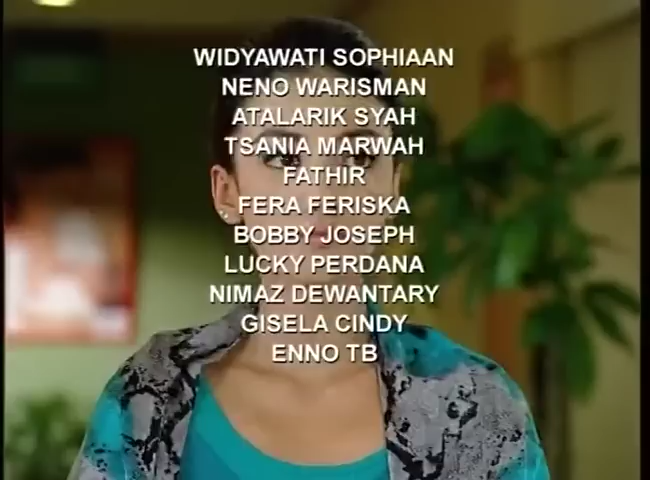 WIDYAWATI SOPHIAAN
NENO WARISMAN
ATALARIK SYAH
TSANIA MARWAH
FATHIR
FERA FERISKA
BOBBY JOSEPH
LUCKY PERDANA
NIMAZ DEWANTARY
GISELA CINDY
ENNO TB